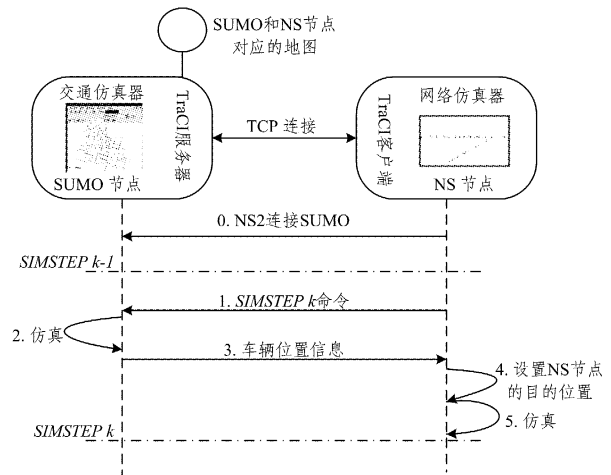 SUMO和NS节点
对应的地图
交通仿真器
TraCI服务器
SUMO 节点
TCP 连接
TraCI客户端
网络仿真器
NS 节点
0. NS2连接SUMO
SIMSTEP k-1
1. SIMSTEP k命令
2. 仿真
3. 车辆位置信息
4. 设置NS节点
的目的位置
5. 仿真
SIMSTEP k